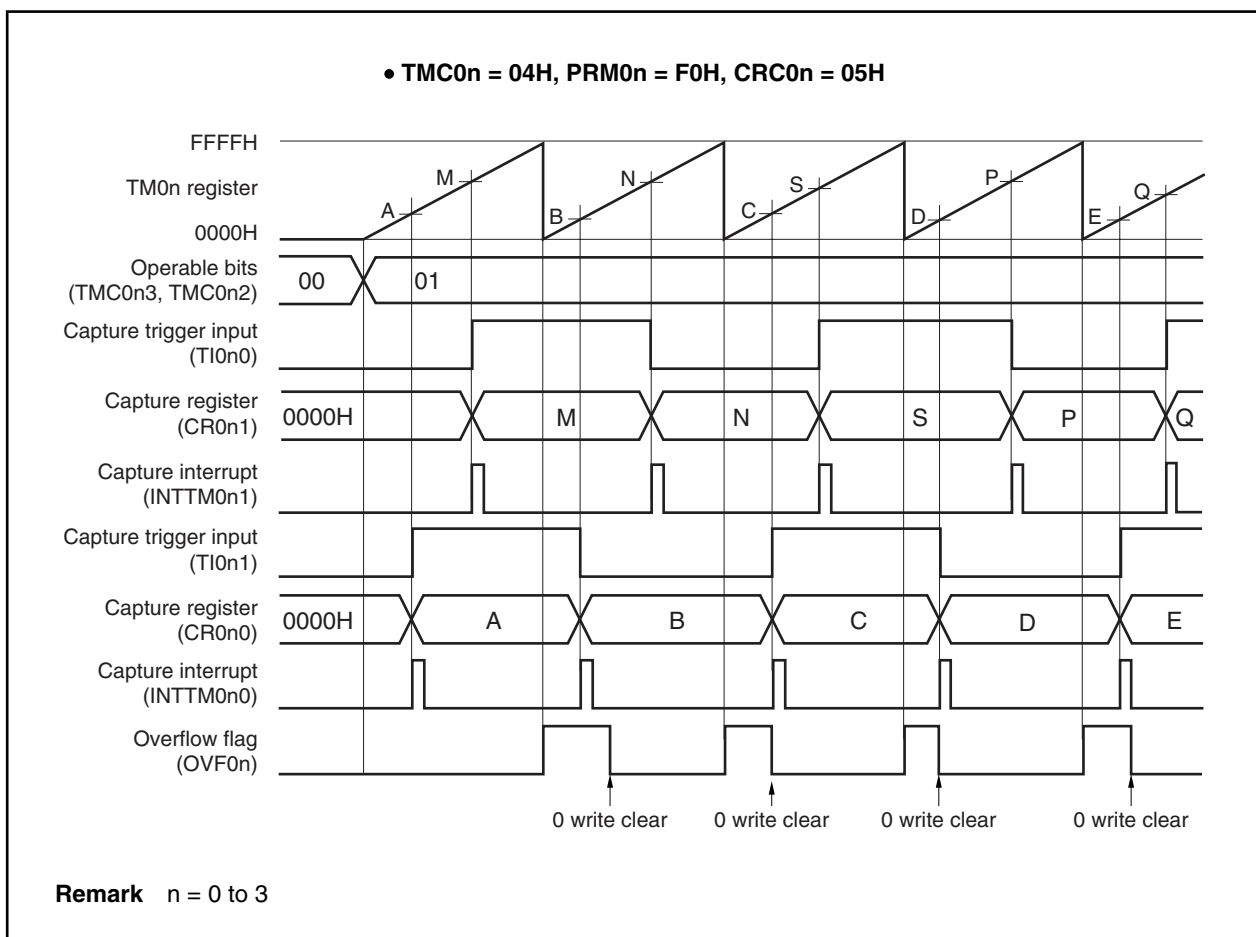 • TMC0n = 04H, PRM0n = F0H, CRC0n = 05H
FFFFH
TM0n register
0000H
A M B N C S D P E Q
Operable bits
(TMC0n3, TMC0n2)
00 01
Capture trigger input
(TI0n0)
Capture register
(CR0n1)
0000H M N S P Q
Capture interrupt
(INTTM0n1)
Capture trigger input
(TI0n1)
Capture register
(CR0n0)
0000H A B C D E
Capture interrupt
(INTTM0n0)
Overflow flag
(OVF0n)
0 write clear 0 write clear 0 write clear 0 write clear
Remark n = 0 to 3